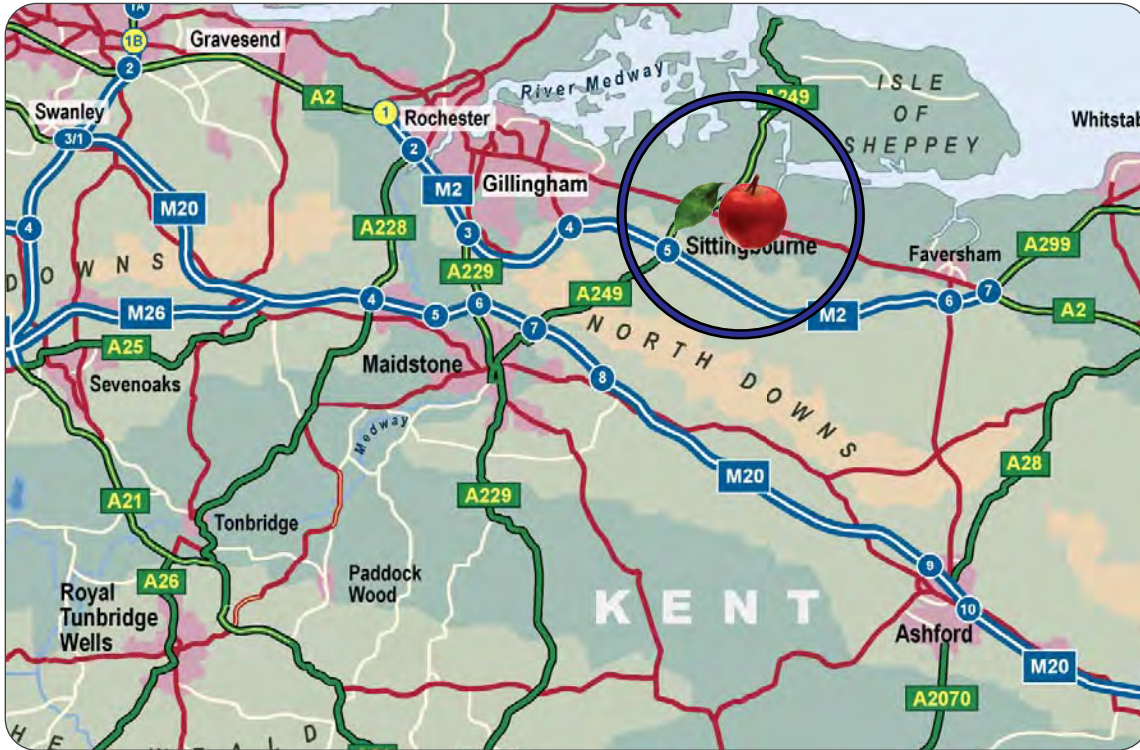 1A
1B
Gravesend
2
A2
1
Rochester
River Medway
A249
ISLE
OF
SHEPPEY
Swanley
3/1
2
Whitstab
M2
Gillingham
M20
4
A228
3
4
5
Sittingbourne
Faversham
A299
DOWNS
A229
A249
6
7
M2
A2
M26
4
5
6
7
NORTH DOWNS
A25
Sevenoaks
Maidstone
8
Medway
A28
A21
A229
M20
Tonbridge
9
Paddock
Wood
A26
Royal
Tunbridge
Wells
KENT
10
Ashford
M20
A2070
HE WEALD